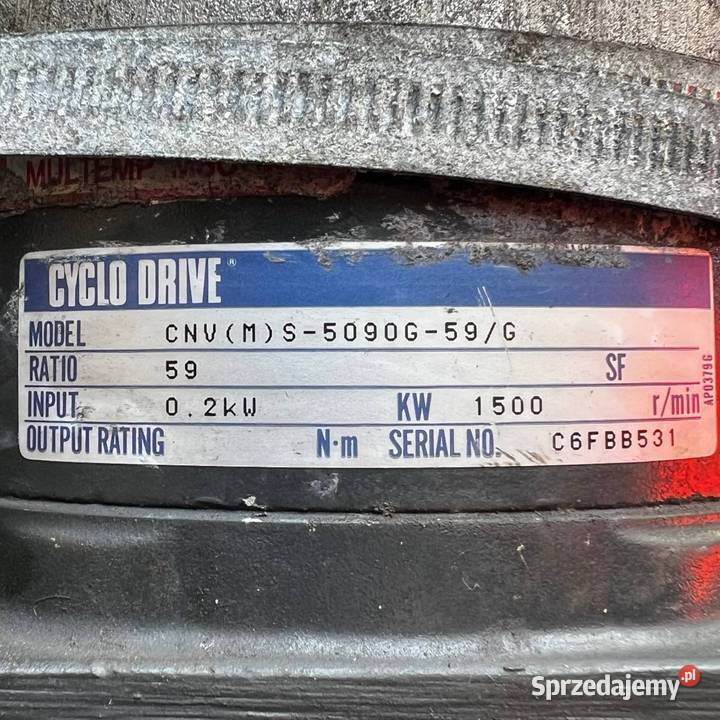 MULTEMP
CYCLO DRIVE®
MODEL CNV(M)S-5090G-59/G
RATIO 59 SF
INPUT 0.2kW KW 1500 r/min
OUTPUT RATING N·m SERIAL NO. C6FBB531
AP0379G
Sprzedajemy.pl